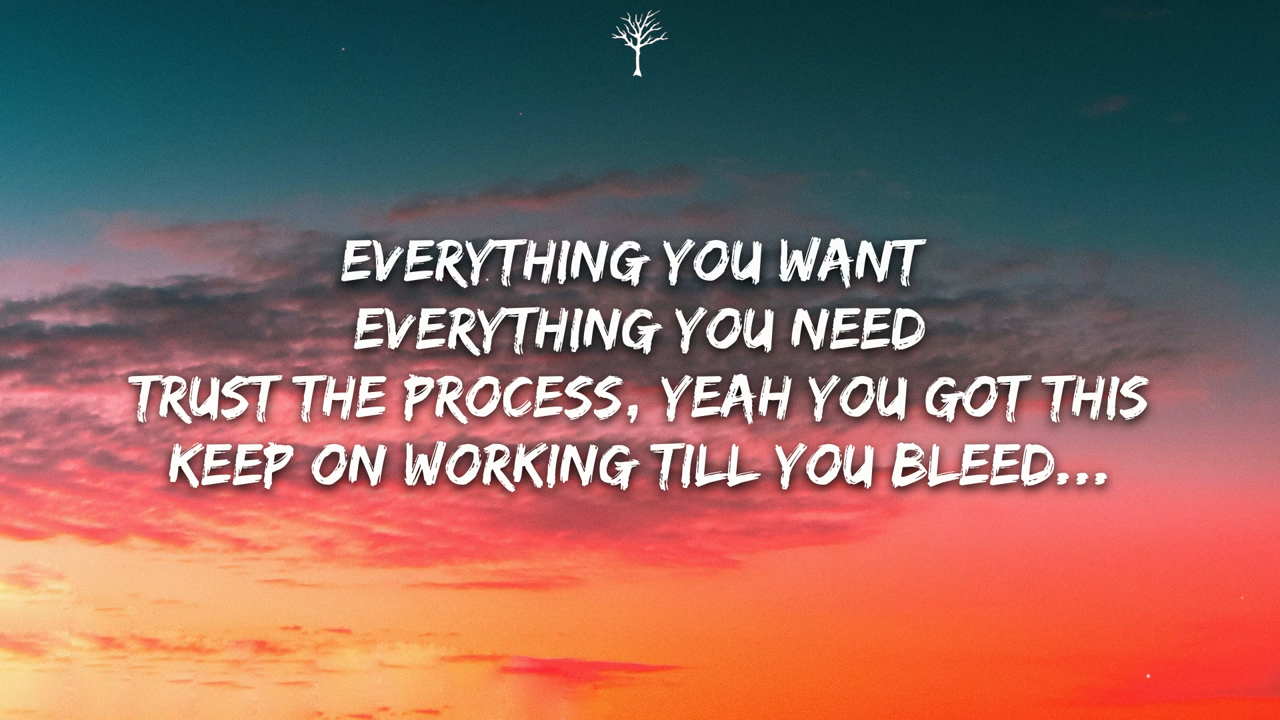 EVERYTHING YOU WANT
EVERYTHING YOU NEED
TRUST THE PROCESS, YEAH YOU GOT THIS
KEEP ON WORKING TILL YOU BLEED...